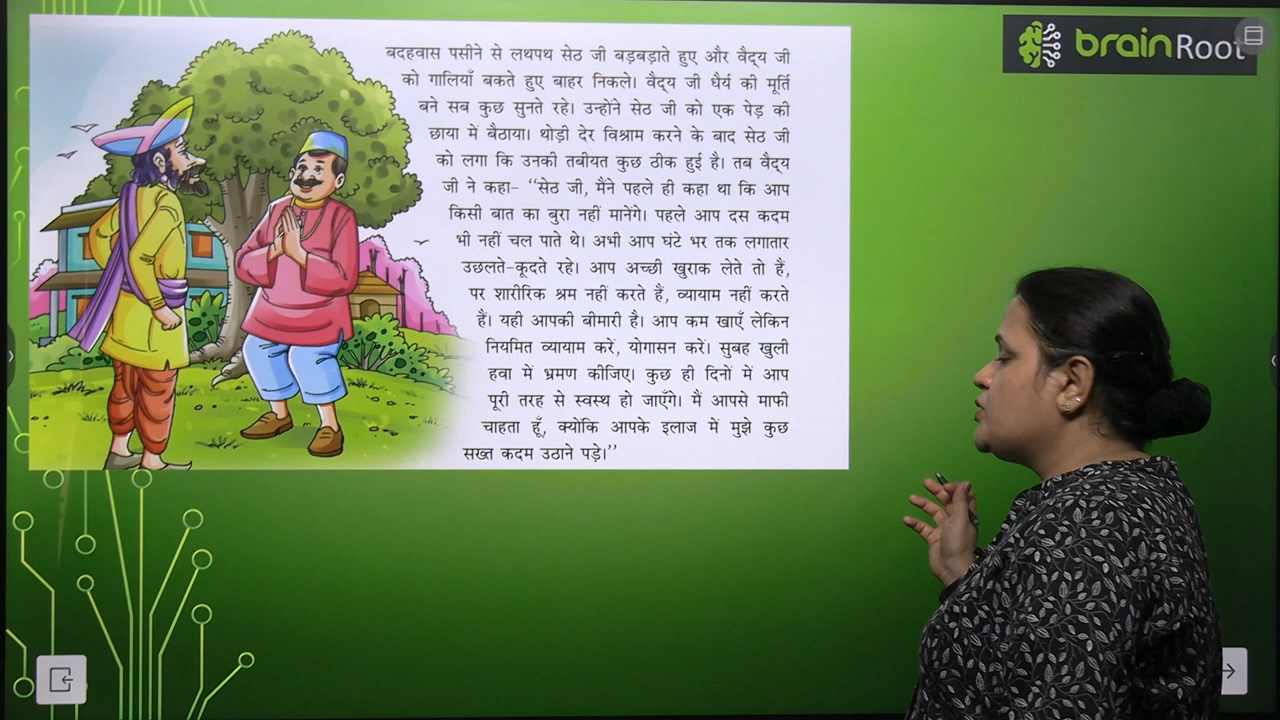 बदहवास पसीने से लथपथ सेठ जी बड़बड़ाते हुए और वैद्‌य जी
को गालियाँ बकते हुए बाहर निकले। वैद्‌य जी धैर्य की मूर्ति
बने सब कुछ सुनते रहे। उन्होंने सेठ जी को एक पेड़ की
छाया में बैठाया। थोड़ी देर विश्राम करने के बाद सेठ जी
को लगा कि उनकी तबीयत कुछ ठीक हुई है। तब वैद्‌य
जी ने कहा– “सेठ जी, मैंने पहले ही कहा था कि आप
किसी बात का बुरा नहीं मानेंगे। पहले आप दस कदम
भी नहीं चल पाते थे। अभी आप घंटे भर तक लगातार
उछलते-कूदते रहे। आप अच्छी खुराक लेते तो हैं,
पर शारीरिक श्रम नहीं करते हैं, व्यायाम नहीं करते
हैं। यही आपकी बीमारी है। आप कम खाएँ लेकिन
नियमित व्यायाम करें, योगासन करें। सुबह खुली
हवा में भ्रमण कीजिए। कुछ ही दिनों में आप
पूरी तरह से स्वस्थ हो जाएँगे। मैं आपसे माफी
चाहता हूँ, क्योंकि आपके इलाज में मुझे कुछ
सख्त कदम उठाने पड़े।”
brainRoot